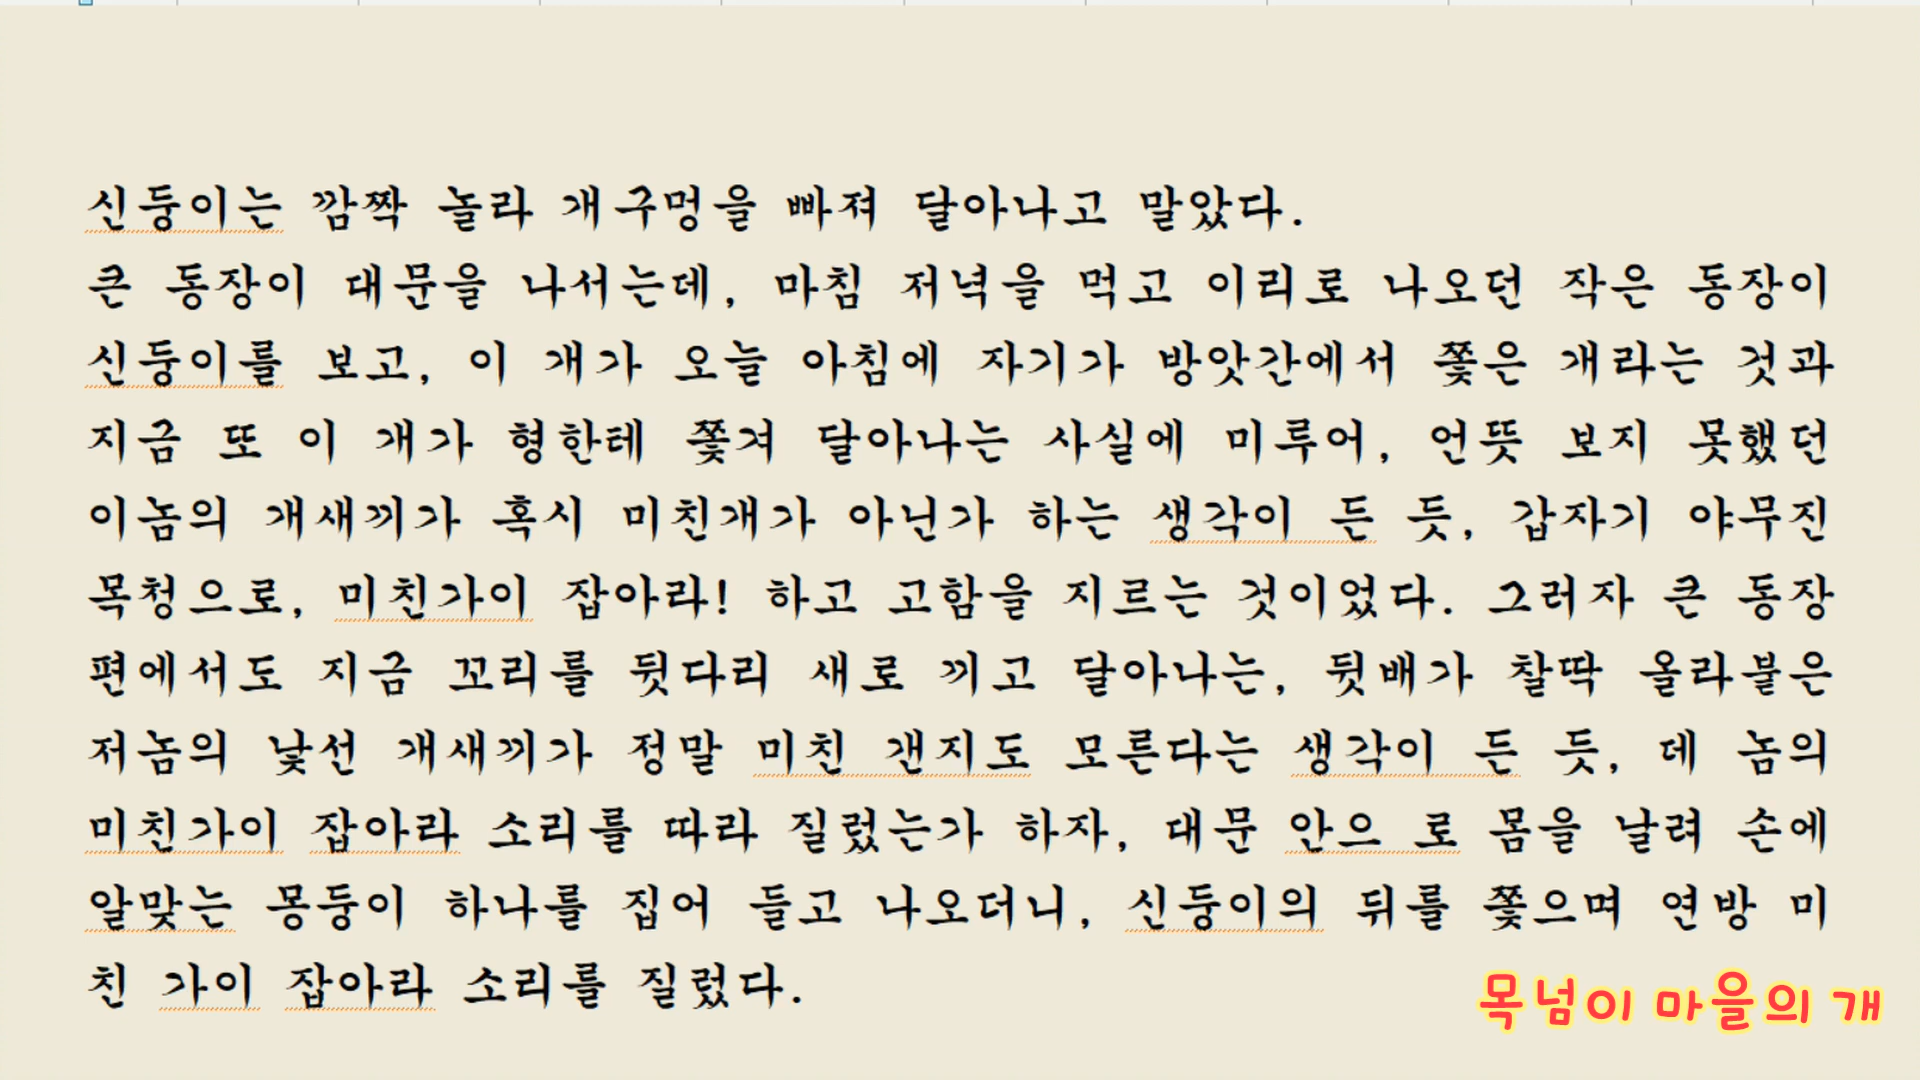 신둥이는 깜짝 놀라 개구멍을 빠져 달아나고 말았다.
큰 동장이 대문을 나서는데, 마침 저녁을 먹고 이리로 나오던 작은 동장이
신둥이를 보고, 이 개가 오늘 아침에 자기가 방앗간에서 쫓은 개라는 것과
지금 또 이 개가 형한테 쫓겨 달아나는 사실에 미루어, 언뜻 보지 못했던
이놈의 개새끼가 혹시 미친개가 아닌가 하는 생각이 든 듯, 갑자기 야무진
목청으로, 미친가이 잡아라! 하고 고함을 지르는 것이었다. 그러자 큰 동장
편에서도 지금 꼬리를 뒷다리 새로 끼고 달아나는, 뒷배가 찰딱 올라붙은
저놈의 낯선 개새끼가 정말 미친 갠지도 모른다는 생각이 든 듯, 데 놈의
미친가이 잡아라 소리를 따라 질렀는가 하자, 대문 안으 로 몸을 날려 손에
알맞는 몽둥이 하나를 집어 들고 나오더니, 신둥이의 뒤를 쫓으며 연방 미
친 가이 잡아라 소리를 질렀다.
목넘이 마을의 개